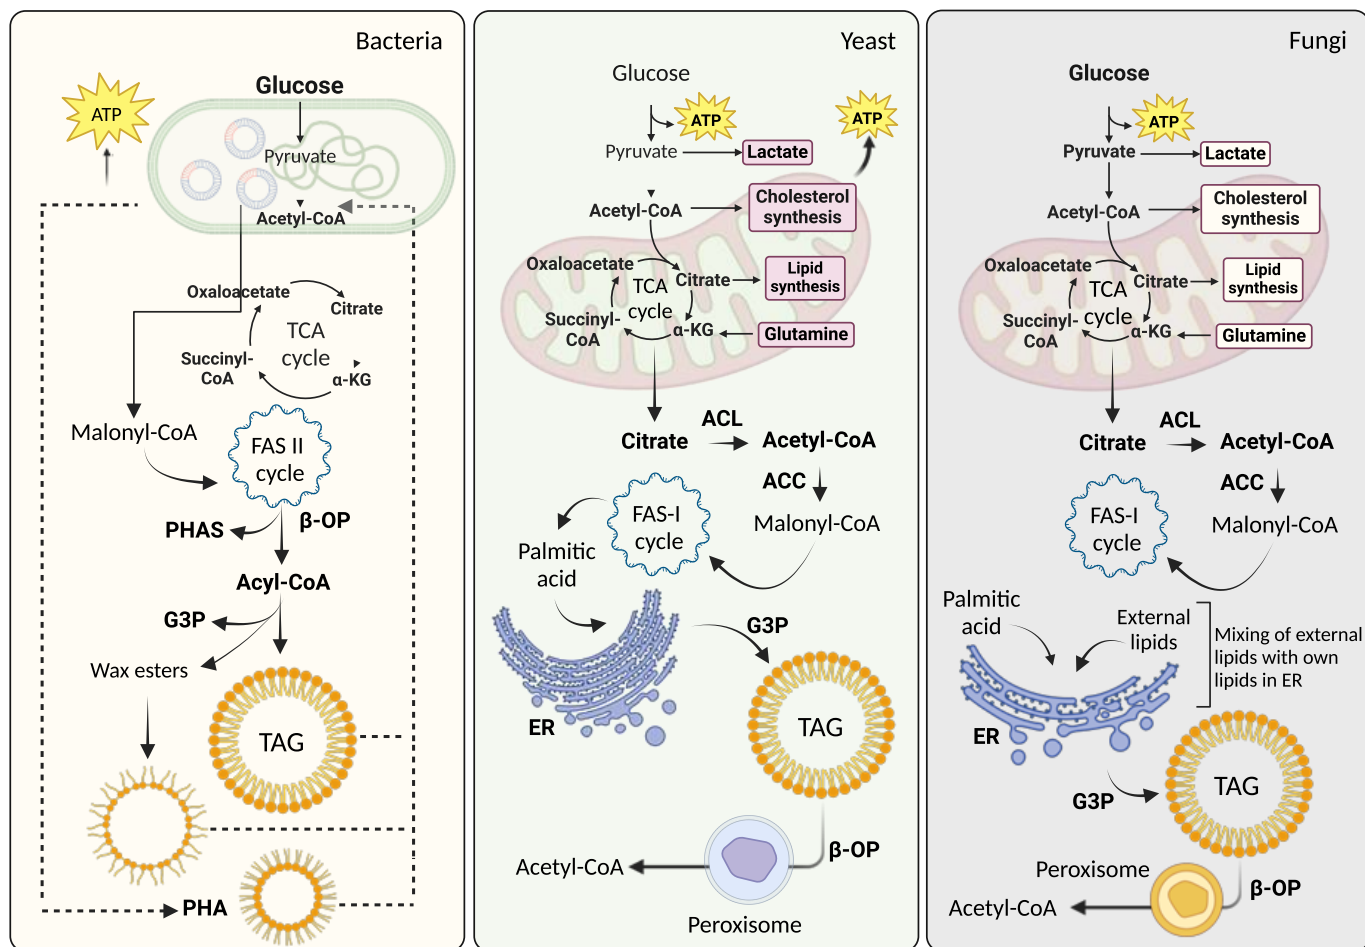 Bacteria
ATP
Glucose
Pyruvate
Acetyl-CoA
Oxaloacetate
Citrate
TCA
cycle
Succinyl-
CoA
α-KG
Malonyl-CoA
FAS II
cycle
PHAS
β-OP
Acyl-CoA
G3P
Wax esters
TAG
PHA
Yeast
Glucose
ATP
ATP
Pyruvate
Lactate
Acetyl-CoA
Cholesterol
synthesis
Oxaloacetate
Citrate
Lipid
synthesis
TCA
cycle
Succinyl-
CoA
α-KG
Glutamine
Citrate
ACL
Acetyl-CoA
ACC
Malonyl-CoA
FAS-I
cycle
Palmitic
acid
ER
G3P
TAG
β-OP
Acetyl-CoA
Peroxisome
Fungi
Glucose
ATP
Pyruvate
Lactate
Acetyl-CoA
Cholesterol
synthesis
Oxaloacetate
Citrate
Lipid
synthesis
TCA
cycle
Succinyl-
CoA
α-KG
Glutamine
Citrate
ACL
Acetyl-CoA
ACC
Malonyl-CoA
FAS-I
cycle
Palmitic
acid
External
lipids
Mixing of external
lipids with own
lipids in ER
ER
G3P
TAG
Peroxisome
β-OP
Acetyl-CoA